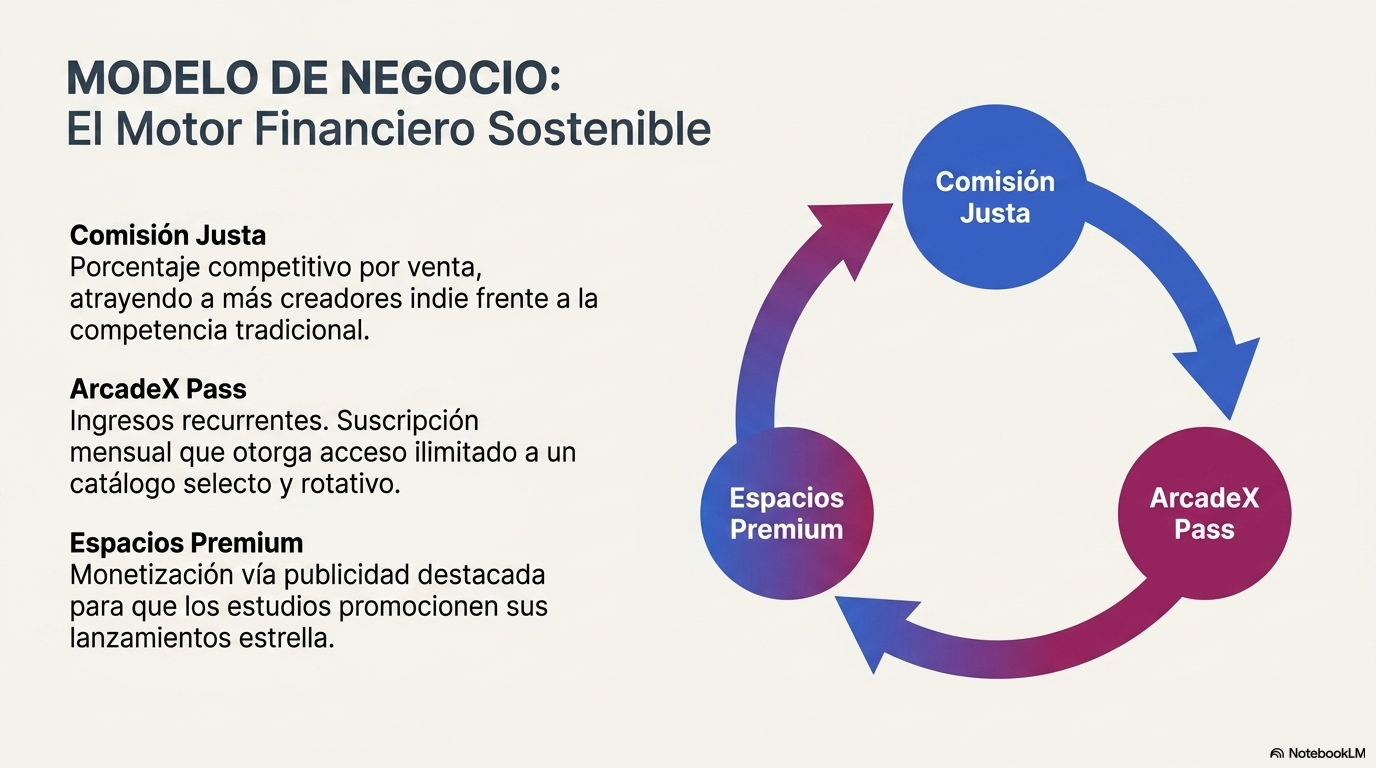 MODELO DE NEGOCIO:
El Motor Financiero Sostenible
Comisión Justa
Porcentaje competitivo por venta,
atrayendo a más creadores indie frente a la
competencia tradicional.
ArcadeX Pass
Ingresos recurrentes. Suscripción
mensual que otorga acceso ilimitado a un
catálogo selecto y rotativo.
Espacios Premium
Monetización vía publicidad destacada
para que los estudios promocionen sus
lanzamientos estrella.
Comisión
Justa
ArcadeX
Pass
Espacios
Premium
NotebookLM